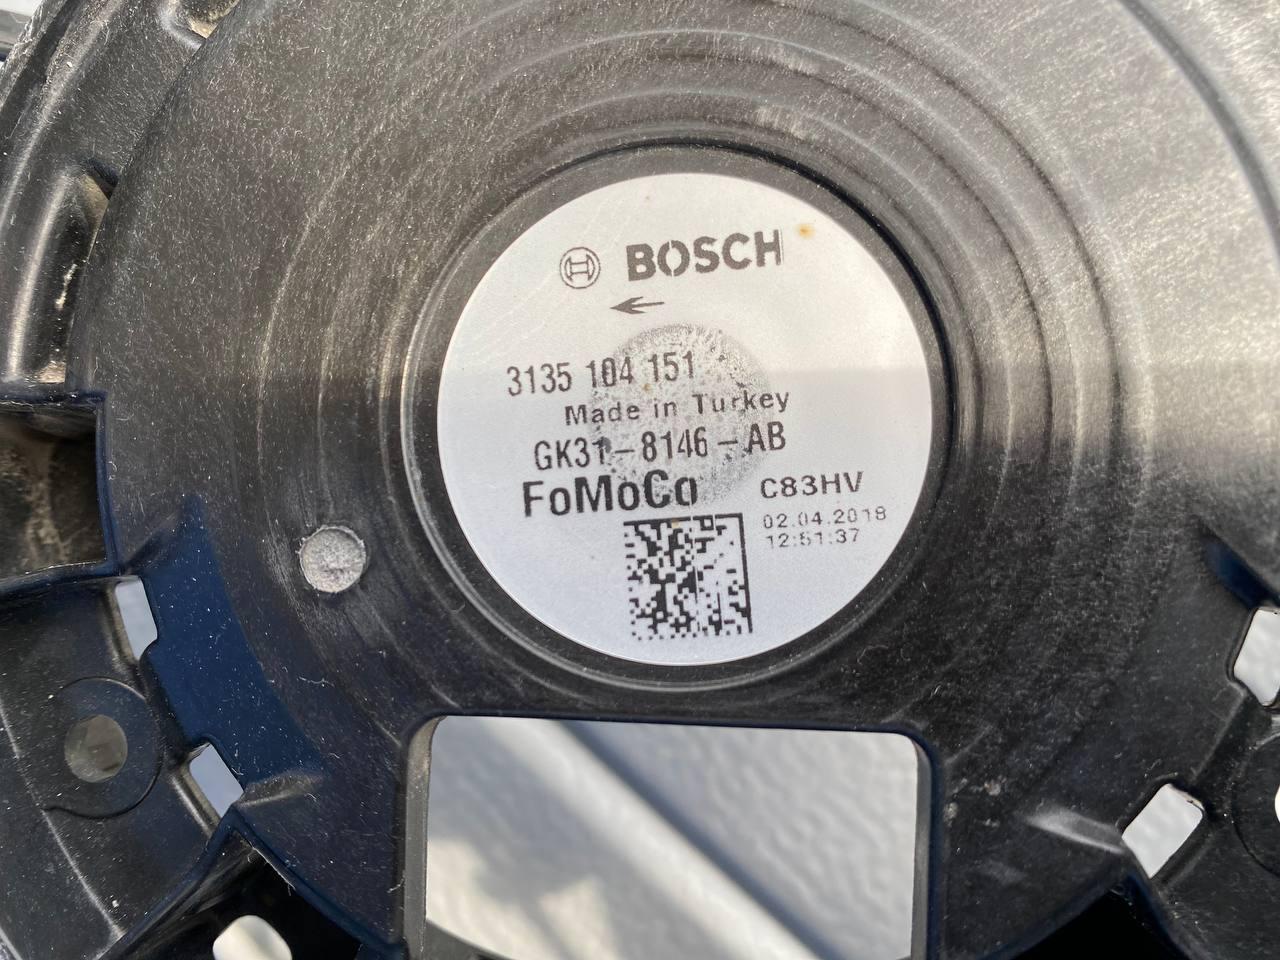 BOSCH
3135 104 151
Made in Turkey
GK31-8146-AB
FoMoCo C83HV
02.04.2018
12:51:37